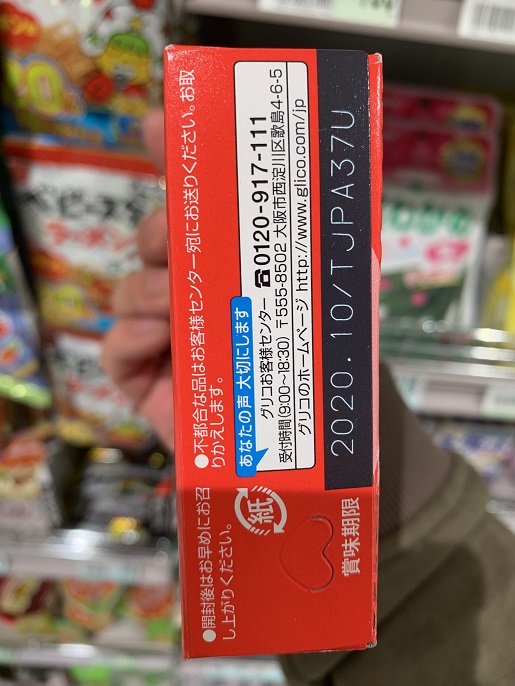 ●開封後はお早めにお召
し上がりください。
●不都合な品はお客様センター宛にお送りください。お取
りかえします。
紙
あなたの声 大切にします
グリコお客様センター ☎0120-917-111
受付時間(9:00〜18:30) 〒555-8502 大阪市西淀川区歌島4-6-5
グリコのホームページ http://www.glico.com/jp
賞味期限
2020.10/TJPA37U
ベビースター